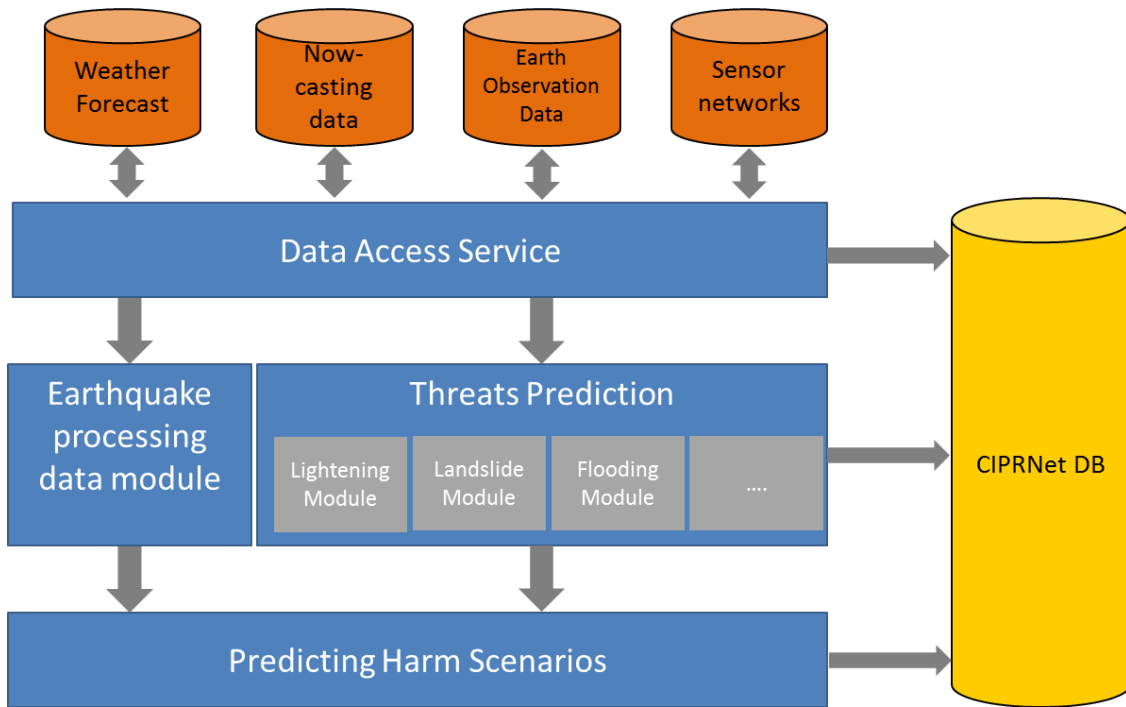 Weather
Forecast
Now-
casting
data
Earth
Observation
Data
Sensor
networks
Data Access Service
Earthquake
processing
data module
Threats Prediction
Lightening
Module
Landslide
Module
Flooding
Module
....
CIPRNet DB
Predicting Harm Scenarios